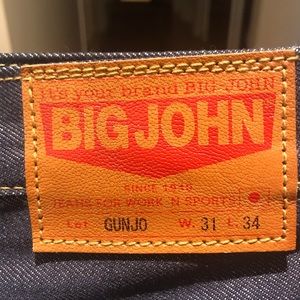 It's your brand BIG JOHN
BIG JOHN
SINCE 1940
JEANS FOR WORK 'N SPORTS
Lot GUNJO W. 31 L. 34